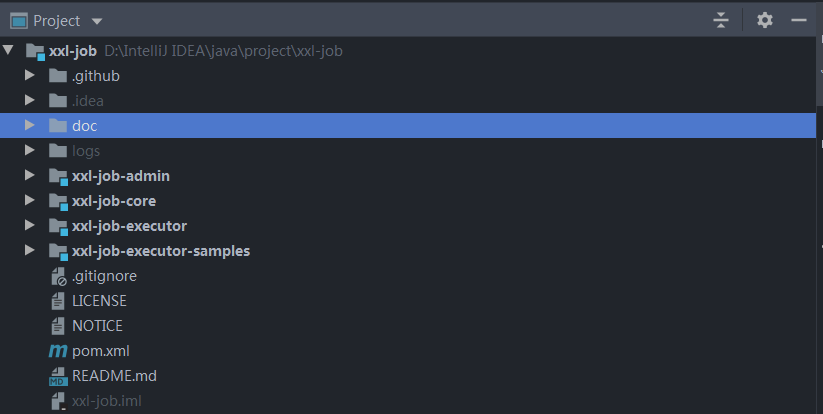 Project
xxl-job D:\IntelliJ IDEA\java\project\xxl-job
.github
.idea
doc
logs
xxl-job-admin
xxl-job-core
xxl-job-executor
xxl-job-executor-samples
.gitignore
LICENSE
NOTICE
m pom.xml
MD README.md
xxl-job.iml